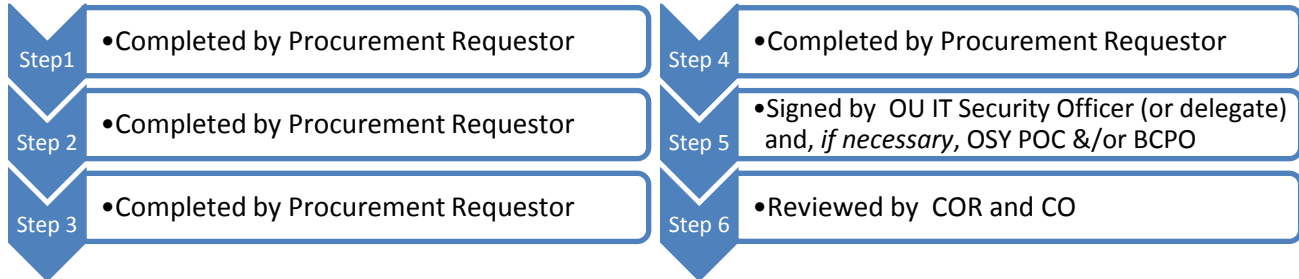 Step1
•Completed by Procurement Requestor
Step 2
•Completed by Procurement Requestor
Step 3
•Completed by Procurement Requestor
Step 4
•Completed by Procurement Requestor
Step 5
•Signed by OU IT Security Officer (or delegate)
and, if necessary, OSY POC &/or BCPO
Step 6
•Reviewed by COR and CO